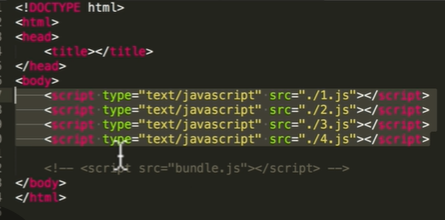 <!DOCTYPE html>
<html>
<head>
<title></title>
</head>
<body>
<script type="text/javascript" src="./1.js"></script>
<script type="text/javascript" src="./2.js"></script>
<script type="text/javascript" src="./3.js"></script>
<script type="text/javascript" src="./4.js"></script>
<!-- <script src="bundle.js"></script> -->
</body>
</html>